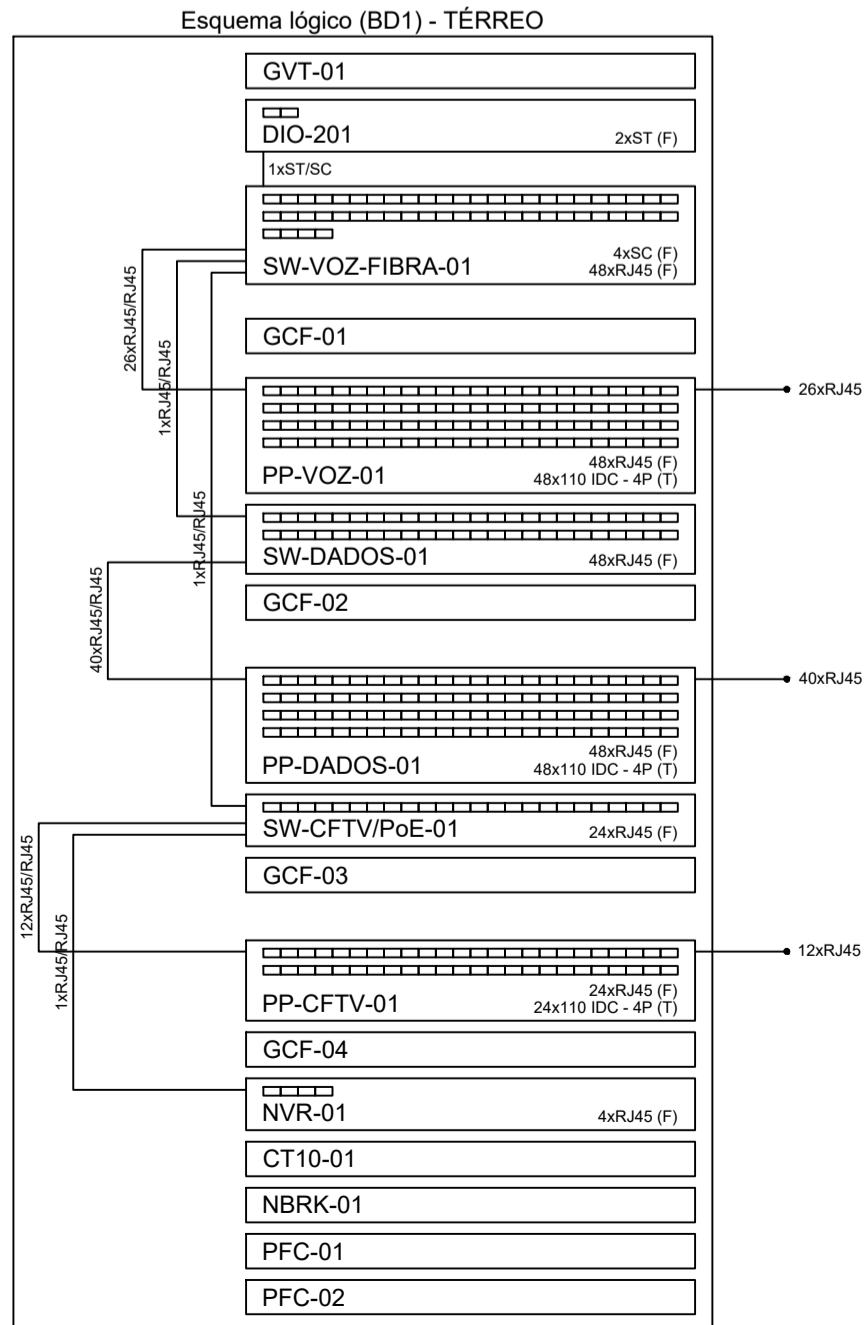 Esquema lógico (BD1) - TÉRREO
GVT-01
DIO-201
2xST (F)
1xST/SC
SW-VOZ-FIBRA-01
4xSC (F)
48xRJ45 (F)
26xRJ45/RJ45
1xRJ45/RJ45
1xRJ45/RJ45
GCF-01
26xRJ45
PP-VOZ-01
48xRJ45 (F)
48x110 IDC - 4P (T)
SW-DADOS-01
48xRJ45 (F)
GCF-02
40xRJ45/RJ45
40xRJ45
PP-DADOS-01
48xRJ45 (F)
48x110 IDC - 4P (T)
SW-CFTV/PoE-01
24xRJ45 (F)
GCF-03
12xRJ45/RJ45
1xRJ45/RJ45
12xRJ45
PP-CFTV-01
24xRJ45 (F)
24x110 IDC - 4P (T)
GCF-04
NVR-01
4xRJ45 (F)
CT10-01
NBRK-01
PFC-01
PFC-02